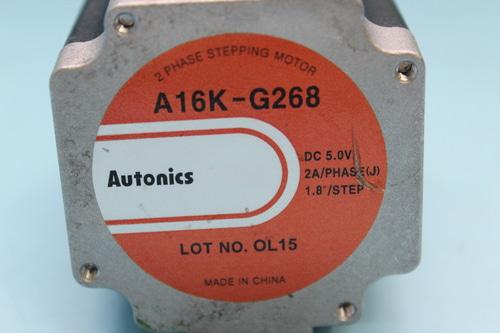 2 PHASE STEPPING MOTOR
A16K-G268
Autonics
DC 5.0V
2A/PHASE(J)
1.8°/STEP
LOT NO. OL15
MADE IN CHINA